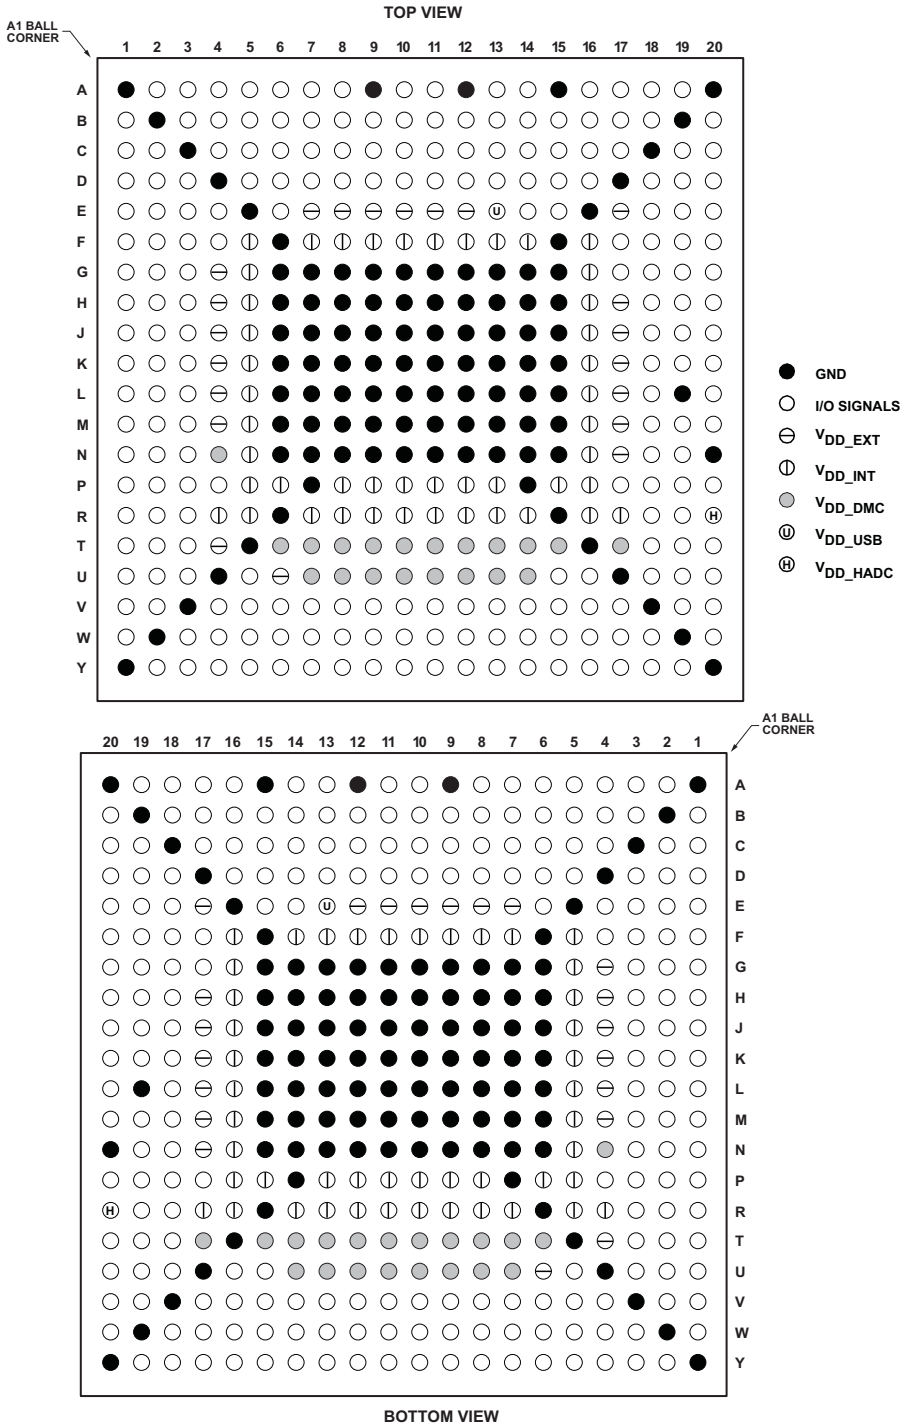 TOP VIEW
A1 BALL
CORNER
1 2 3 4 5 6 7 8 9 10 11 12 13 14 15 16 17 18 19 20
A
B
C
D
E U
F
G
H
J
K
L
M
N
P
R H
T
U
V
W
Y
GND
I/O SIGNALS
VDD_EXT
VDD_INT
VDD_DMC
U VDD_USB
H VDD_HADC
A1 BALL
CORNER
20 19 18 17 16 15 14 13 12 11 10 9 8 7 6 5 4 3 2 1
A
B
C
D
U E
F
G
H
J
K
L
M
N
P
H R
T
U
V
W
Y
BOTTOM VIEW